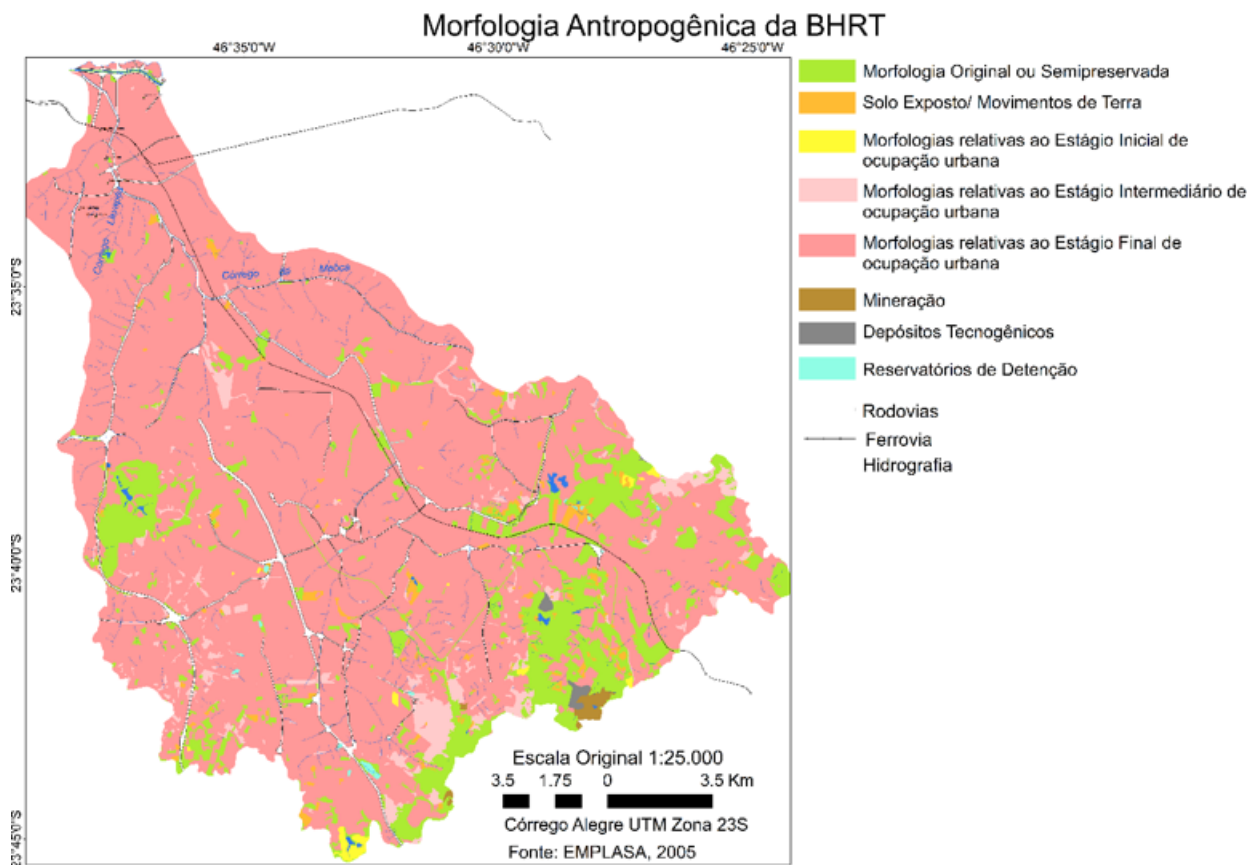 Morfologia Antropogênica da BHRT
46°35'0"W
46°30'0"W
46°25'0"W
23°35'0"S
23°40'0"S
23°45'0"S
Córrego
Córrego da Moóca
Escala Original 1:25.000
3.5 1.75 0 3.5 Km
Córrego Alegre UTM Zona 23S
Fonte: EMPLASA, 2005
Morfologia Original ou Semipreservada
Solo Exposto/ Movimentos de Terra
Morfologias relativas ao Estágio Inicial de
ocupação urbana
Morfologias relativas ao Estágio Intermediário de
ocupação urbana
Morfologias relativas ao Estágio Final de
ocupação urbana
Mineração
Depósitos Tecnogênicos
Reservatórios de Detenção
Rodovias
Ferrovia
Hidrografia